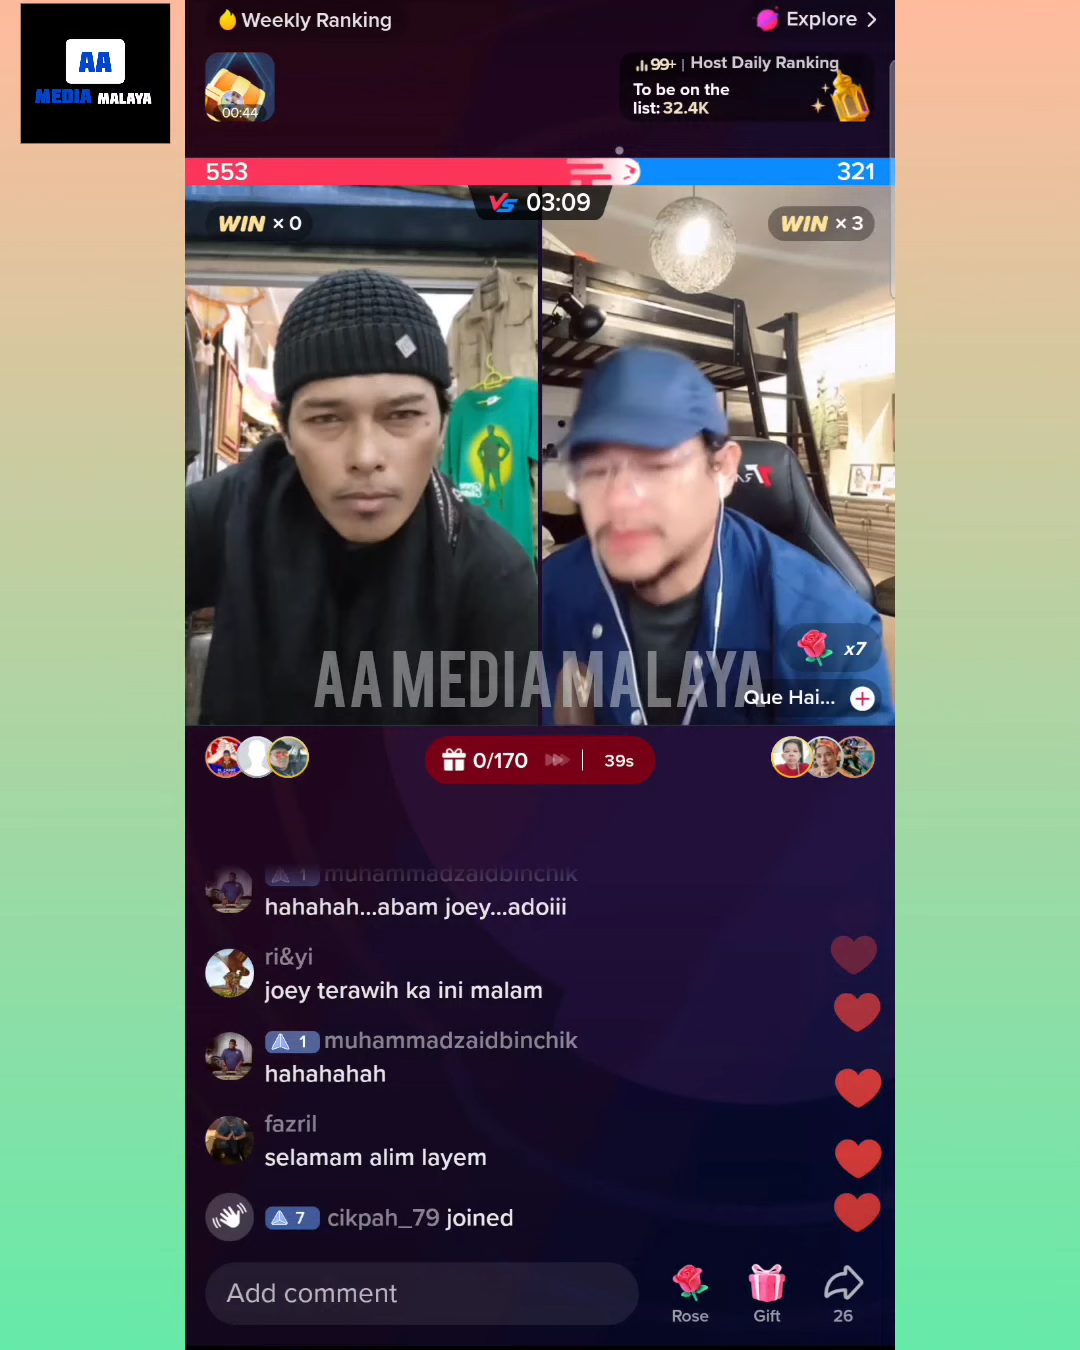 AA
MEDIA MALAYA
Weekly Ranking
Explore
00:44
99+ | Host Daily Ranking
To be on the
list: 32.4K
553
321
VS 03:09
WIN × 0
WIN × 3
x7
Que Hai...
AA MEDIA MALAYA
0/170
39s
1 muhammadzaidbinchik
hahahah...abam joey...adoiii
ri&yi
joey terawih ka ini malam
1 muhammadzaidbinchik
hahahahah
fazril
selamam alim layem
7 cikpah_79 joined
Add comment
Rose
Gift
26